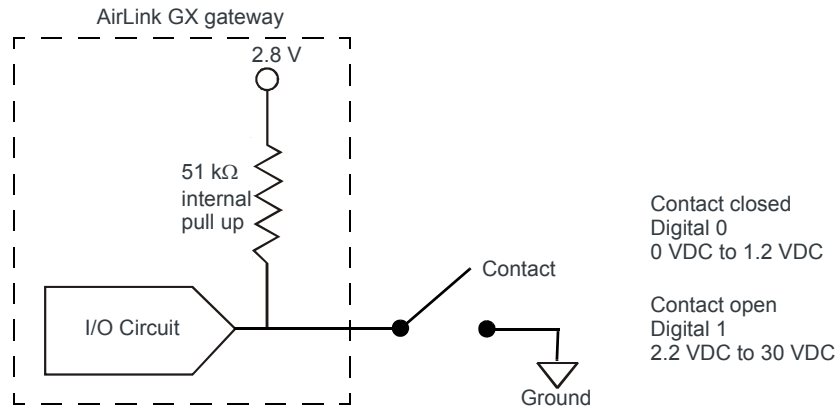 AirLink GX gateway
2.8 V
51 kΩ
internal
pull up
I/O Circuit
Contact
Ground
Contact closed
Digital 0
0 VDC to 1.2 VDC
Contact open
Digital 1
2.2 VDC to 30 VDC